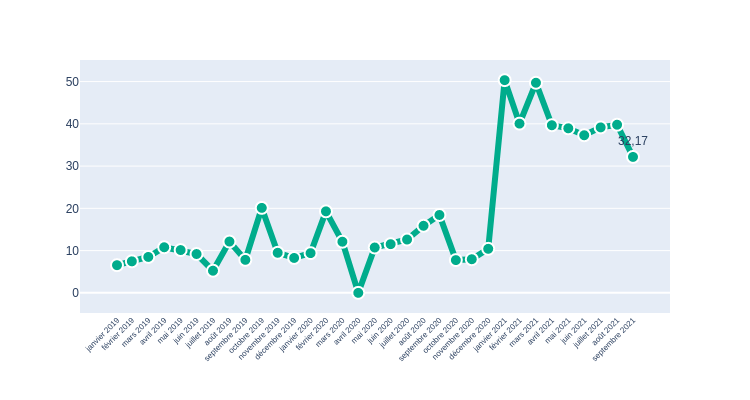 50
40
30
20
10
0
32,17
janvier 2019
février 2019
mars 2019
avril 2019
mai 2019
juin 2019
juillet 2019
août 2019
septembre 2019
octobre 2019
novembre 2019
décembre 2019
janvier 2020
février 2020
mars 2020
avril 2020
mai 2020
juin 2020
juillet 2020
août 2020
septembre 2020
octobre 2020
novembre 2020
décembre 2020
janvier 2021
février 2021
mars 2021
avril 2021
mai 2021
juin 2021
juillet 2021
août 2021
septembre 2021